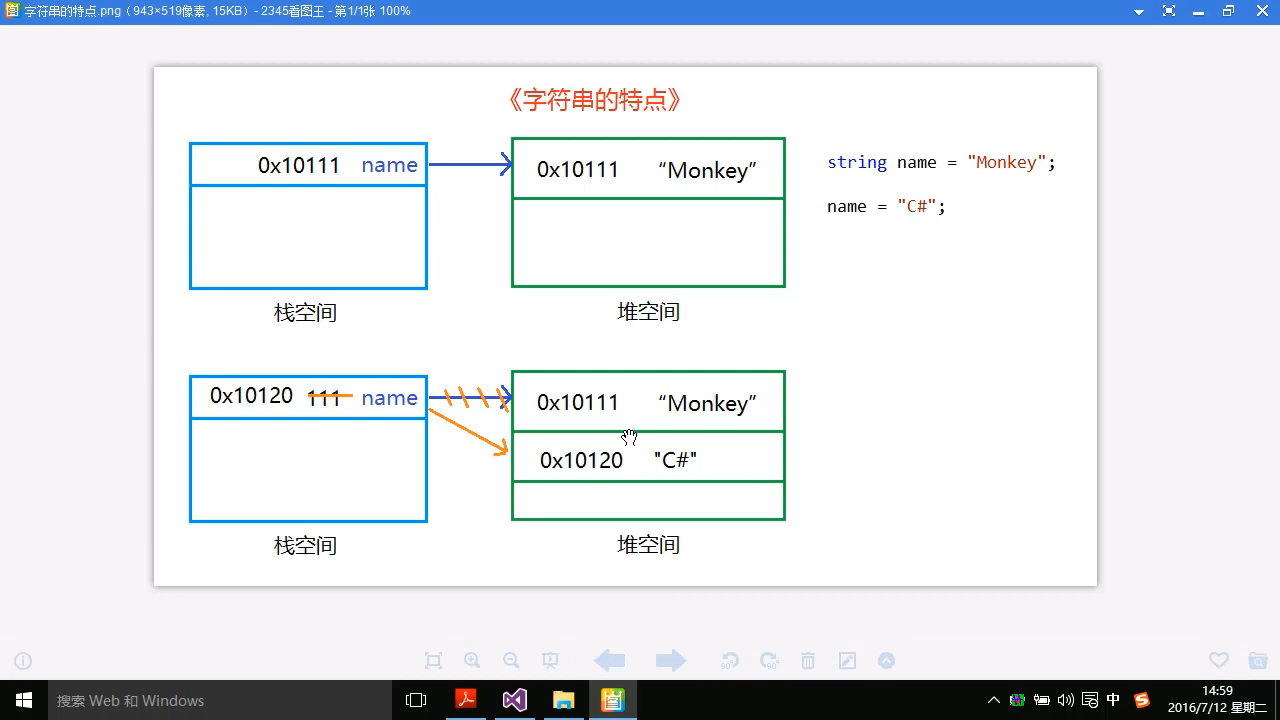 字符串的特点.png（943×519像素, 15KB）- 2345看图王 - 第1/1张 100%
《字符串的特点》
0x10111 name
0x10111 “Monkey”
string name = "Monkey";
name = "C#";
栈空间
堆空间
0x10120 111 name
0x10111 “Monkey”
0x10120 "C#"
栈空间
堆空间
90°
90°
搜索 Web 和 Windows
中
14:59
2016/7/12 星期二